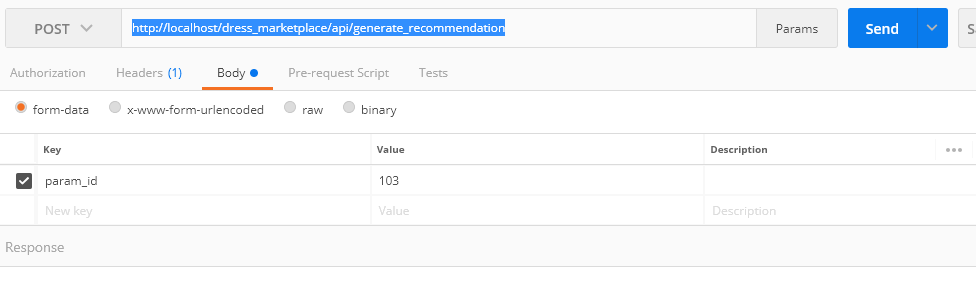 POST http://localhost/dress_marketplace/api/generate_recommendation Params Send
Authorization Headers (1) Body Pre-request Script Tests
form-data x-www-form-urlencoded raw binary
Key Value Description
param_id 103
New key Value Description
Response